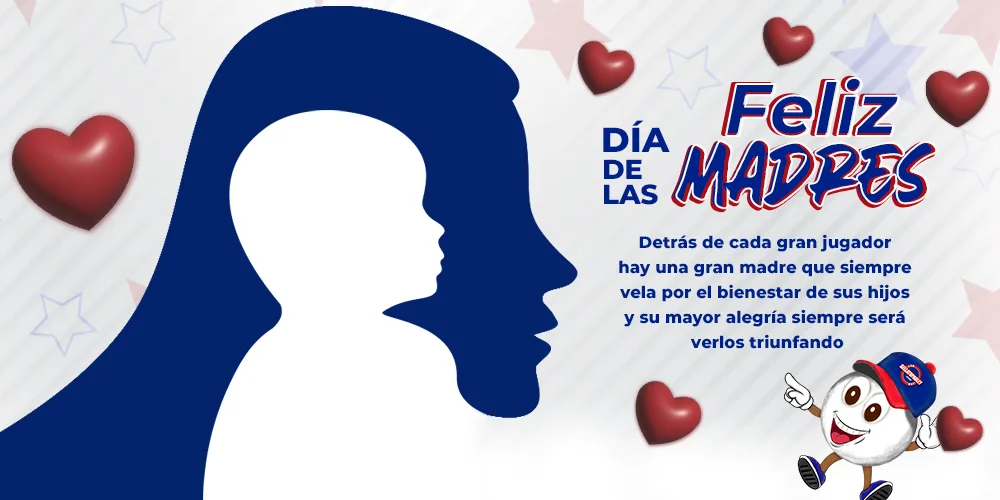 Feliz
DÍA
DE
LAS
MADRES
Detrás de cada gran jugador
hay una gran madre que siempre
vela por el bienestar de sus hijos
y su mayor alegría siempre será
verlos triunfando